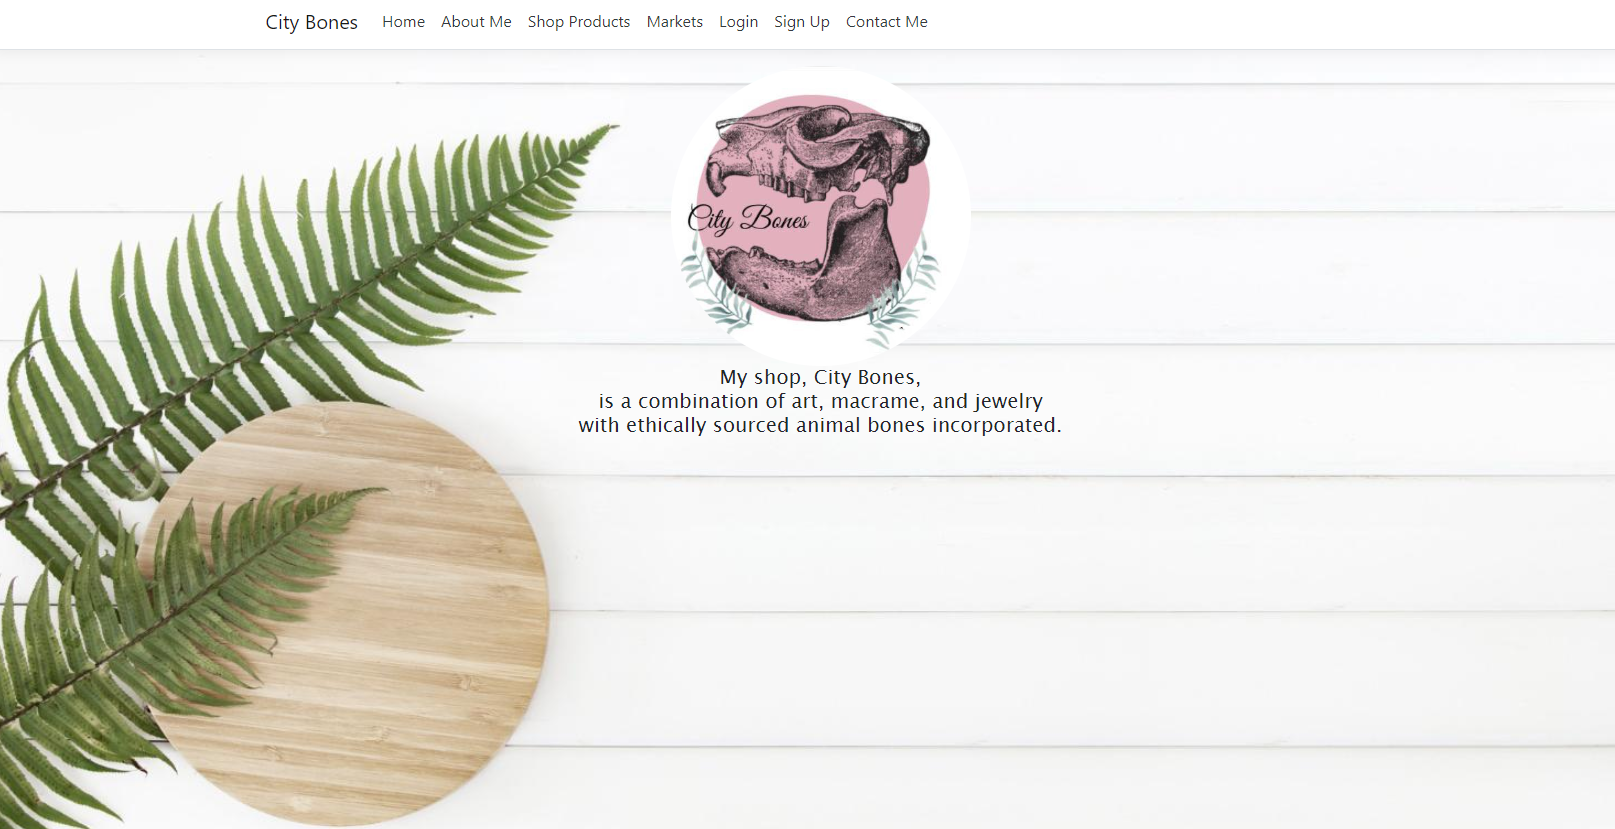 City Bones Home About Me Shop Products Markets Login Sign Up Contact Me
City Bones
My shop, City Bones,
is a combination of art, macrame, and jewelry
with ethically sourced animal bones incorporated.